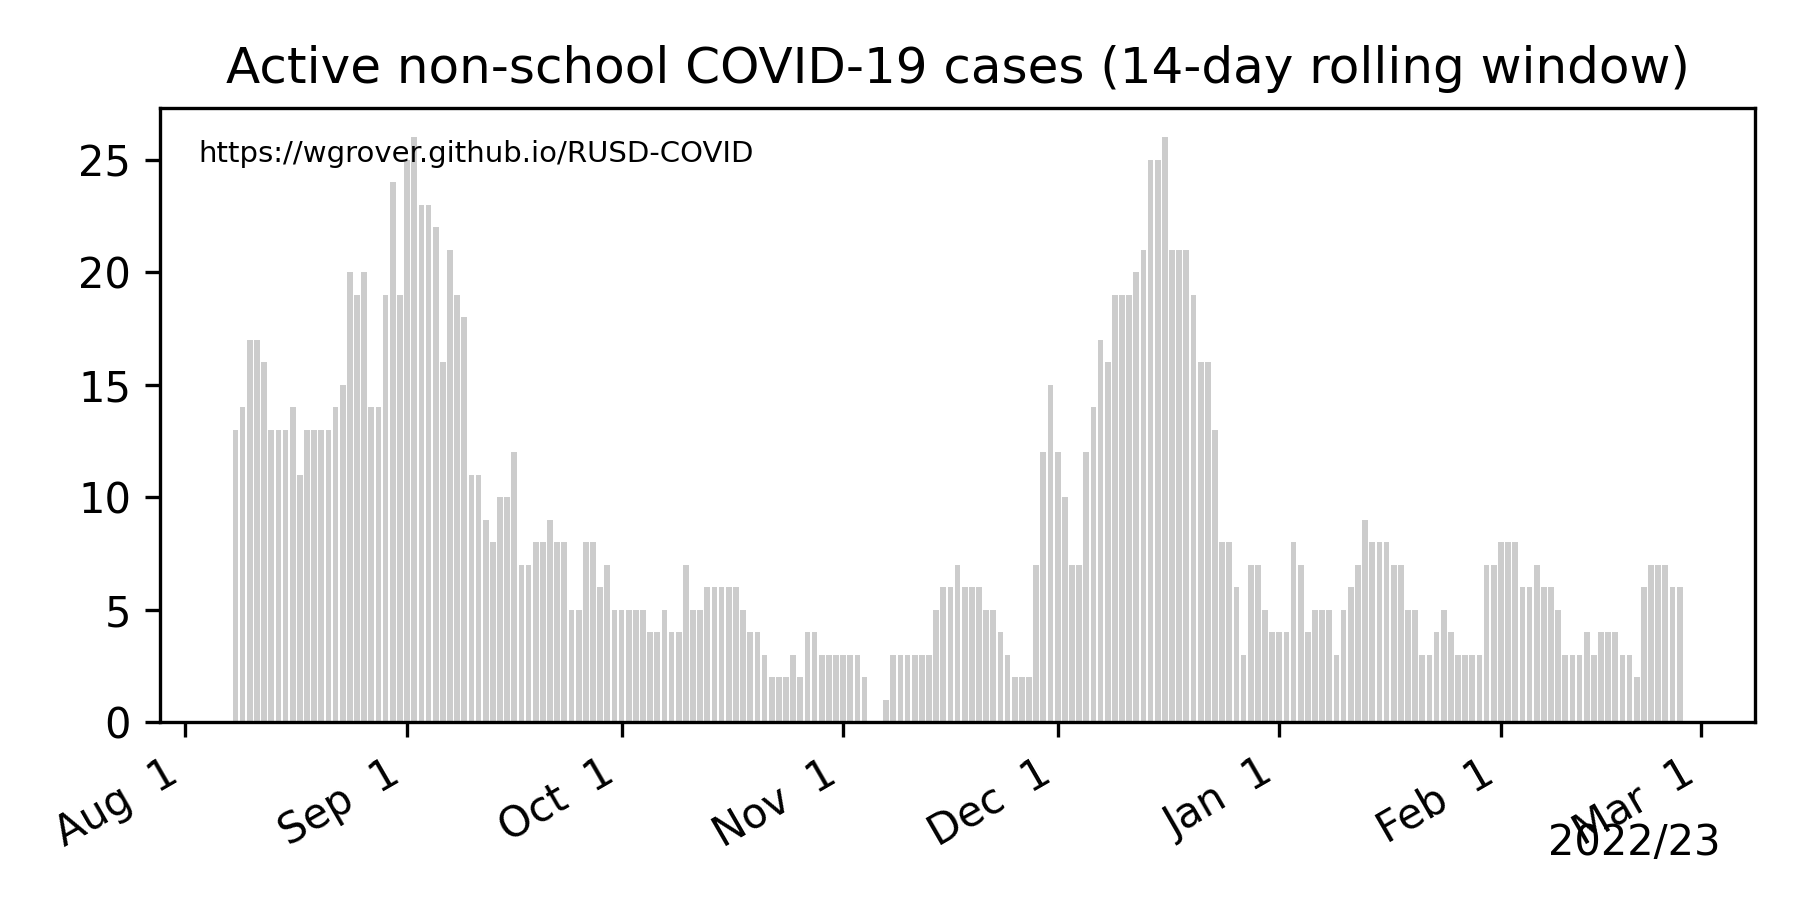 Active non-school COVID-19 cases (14-day rolling window)
https://wgrover.github.io/RUSD-COVID
25
20
15
10
5
0
Aug 1
Sep 1
Oct 1
Nov 1
Dec 1
Jan 1
Feb 1
Mar 1
2022/23